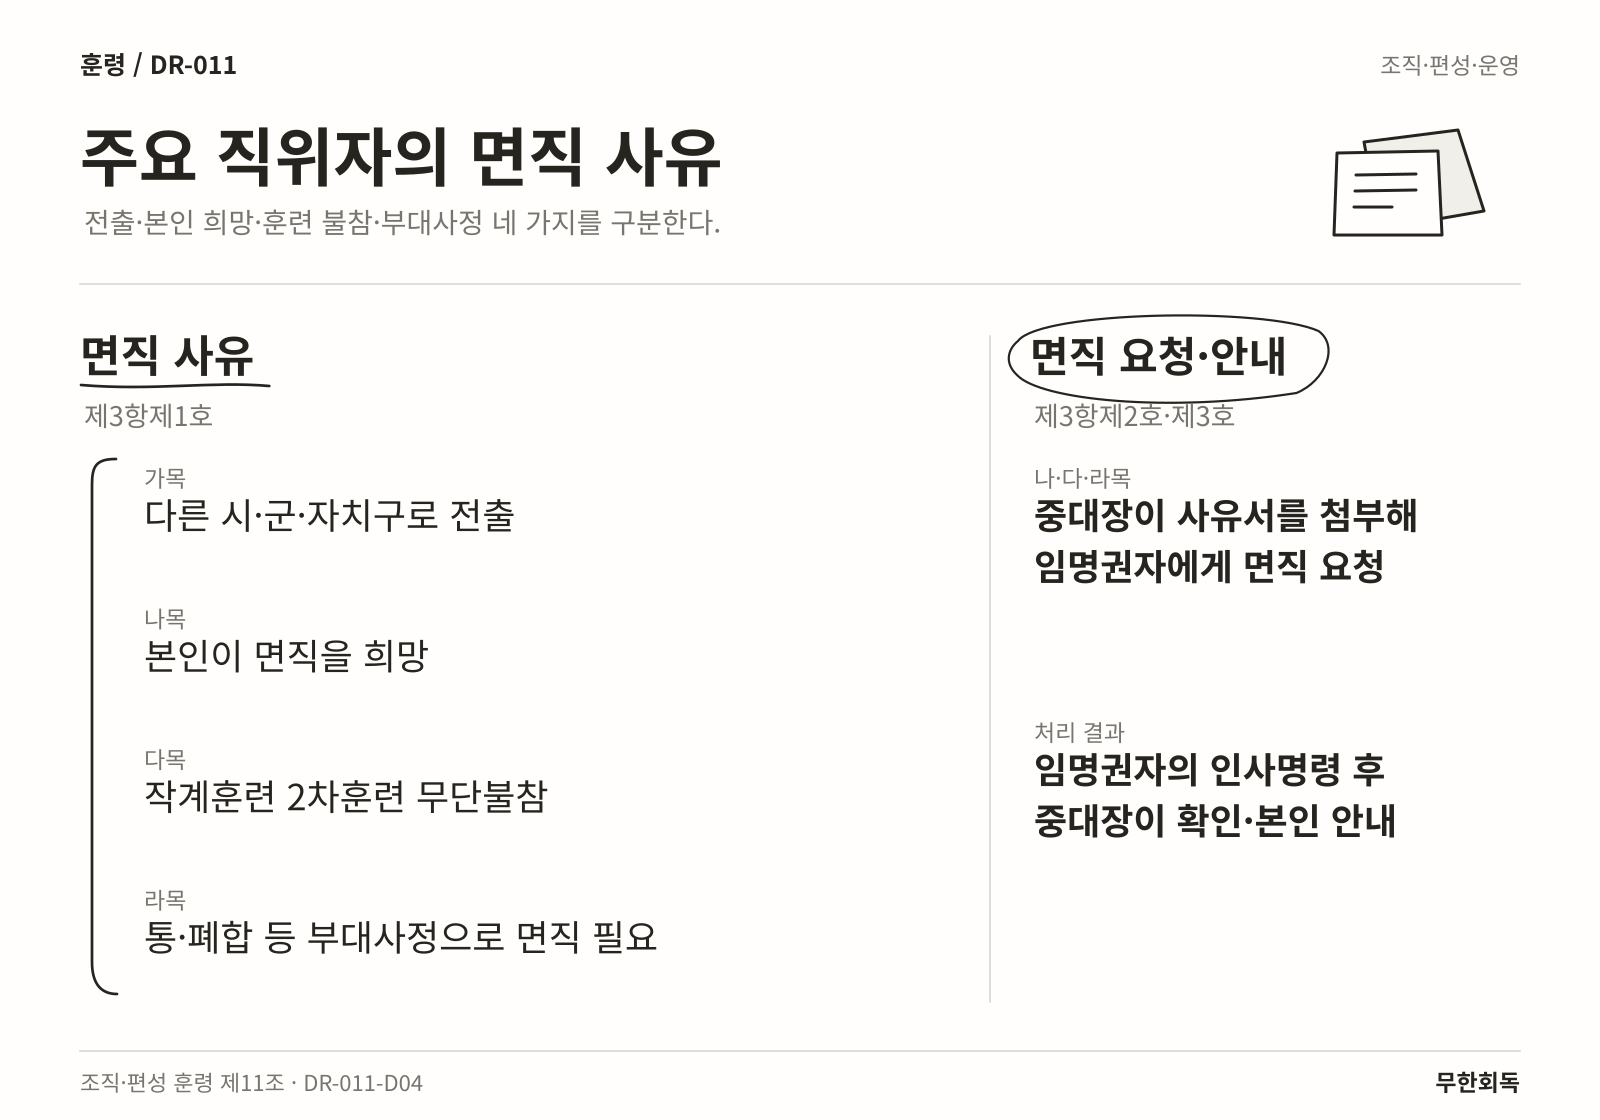 훈령 / DR-011
조직·편성·운영
주요 직위자의 면직 사유
전출·본인 희망·훈련 불참·부대사정 네 가지를 구분한다.
면직 사유
제3항제1호
가목
다른 시·군·자치구로 전출
나목
본인이 면직을 희망
다목
작계훈련 2차훈련 무단불참
라목
통·폐합 등 부대사정으로 면직 필요
면직 요청·안내
제3항제2호·제3호
나·다·라목
중대장이 사유서를 첨부해
임명권자에게 면직 요청
처리 결과
임명권자의 인사명령 후
중대장이 확인·본인 안내
조직·편성 훈령 제11조 · DR-011-D04
무한회독